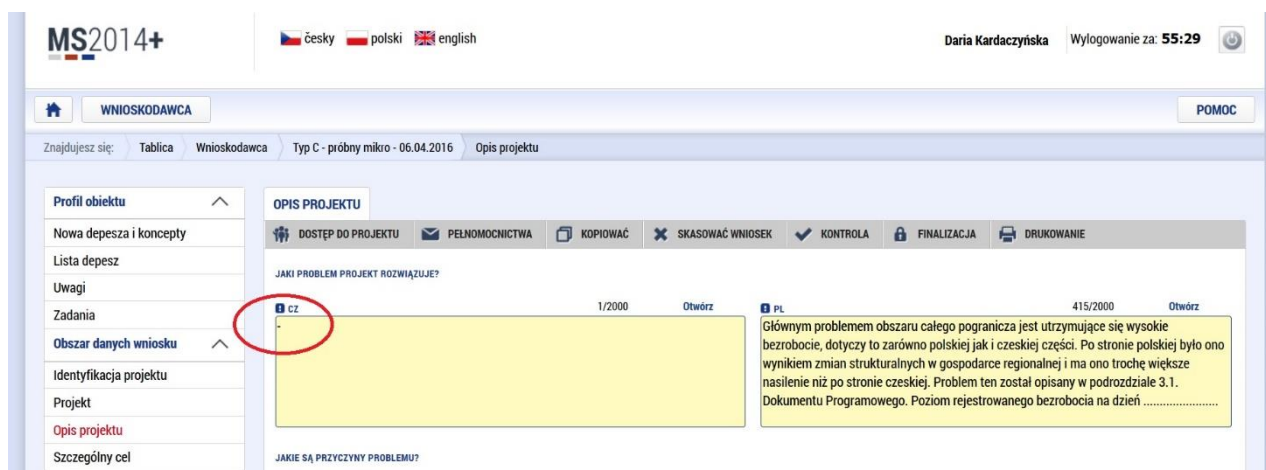 MS2014+
česky polski english
Daria Kardaczyńska Wylogowanie za: 55:29
WNIOSKODAWCA
POMOC
Znajdujesz się: Tablica Wnioskodawca Typ C - próbny mikro - 06.04.2016 Opis projektu
Profil obiektu
Nowa depesza i koncepty
Lista depesz
Uwagi
Zadania
Obszar danych wniosku
Identyfikacja projektu
Projekt
Opis projektu
Szczególny cel
OPIS PROJEKTU
DOSTĘP DO PROJEKTU PEŁNOMOCNICTWA KOPIOWAĆ SKASOWAĆ WNIOSEK KONTROLA FINALIZACJA DRUKOWANIE
JAKI PROBLEM PROJEKT ROZWIĄZUJE?
CZ 1/2000 Otwórz
-
PL 415/2000 Otwórz
Głównym problemem obszaru całego pogranicza jest utrzymujące się wysokie
bezrobocie, dotyczy to zarówno polskiej jak i czeskiej części. Po stronie polskiej było ono
wynikiem zmian strukturalnych w gospodarce regionalnej i ma ono trochę większe
nasilenie niż po stronie czeskiej. Problem ten został opisany w podrozdziale 3.1.
Dokumentu Programowego. Poziom rejestrowanego bezrobocia na dzień .......................
JAKIE SĄ PRZYCZYNY PROBLEMU?